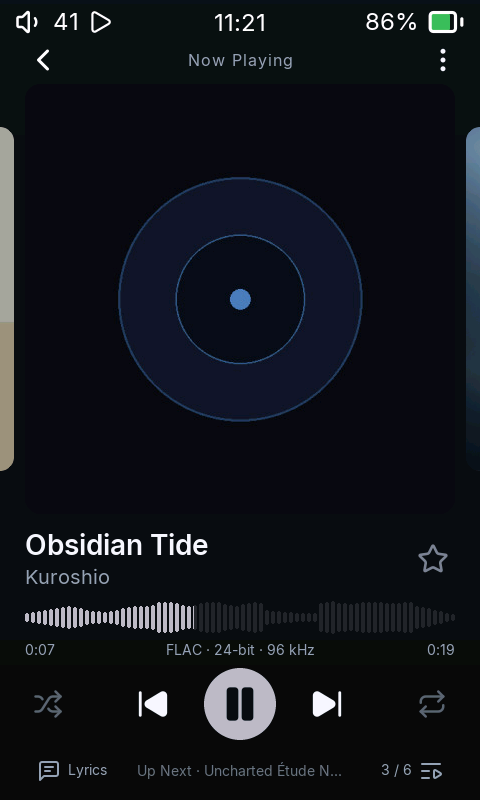 41 11:21 86%
Now Playing
Obsidian Tide
Kuroshio
0:07 FLAC · 24-bit · 96 kHz 0:19
Lyrics Up Next · Uncharted Étude N... 3 / 6